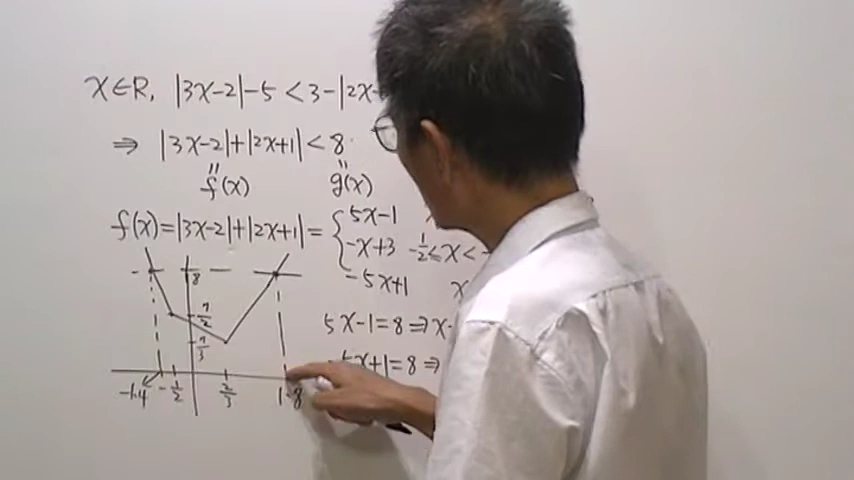 x∈R, |3x-2|-5<3-|2x
⇒ |3x-2|+|2x+1|<8
f(x) g(x)
f(x)=|3x-2|+|2x+1|= { 5x-1
-x+3 -1/2≤x<
-5x+1 x
8
7/2
7/3
5x-1=8⇒x
-5x+1=8⇒
-1.4 -1/2 2/3 1.8